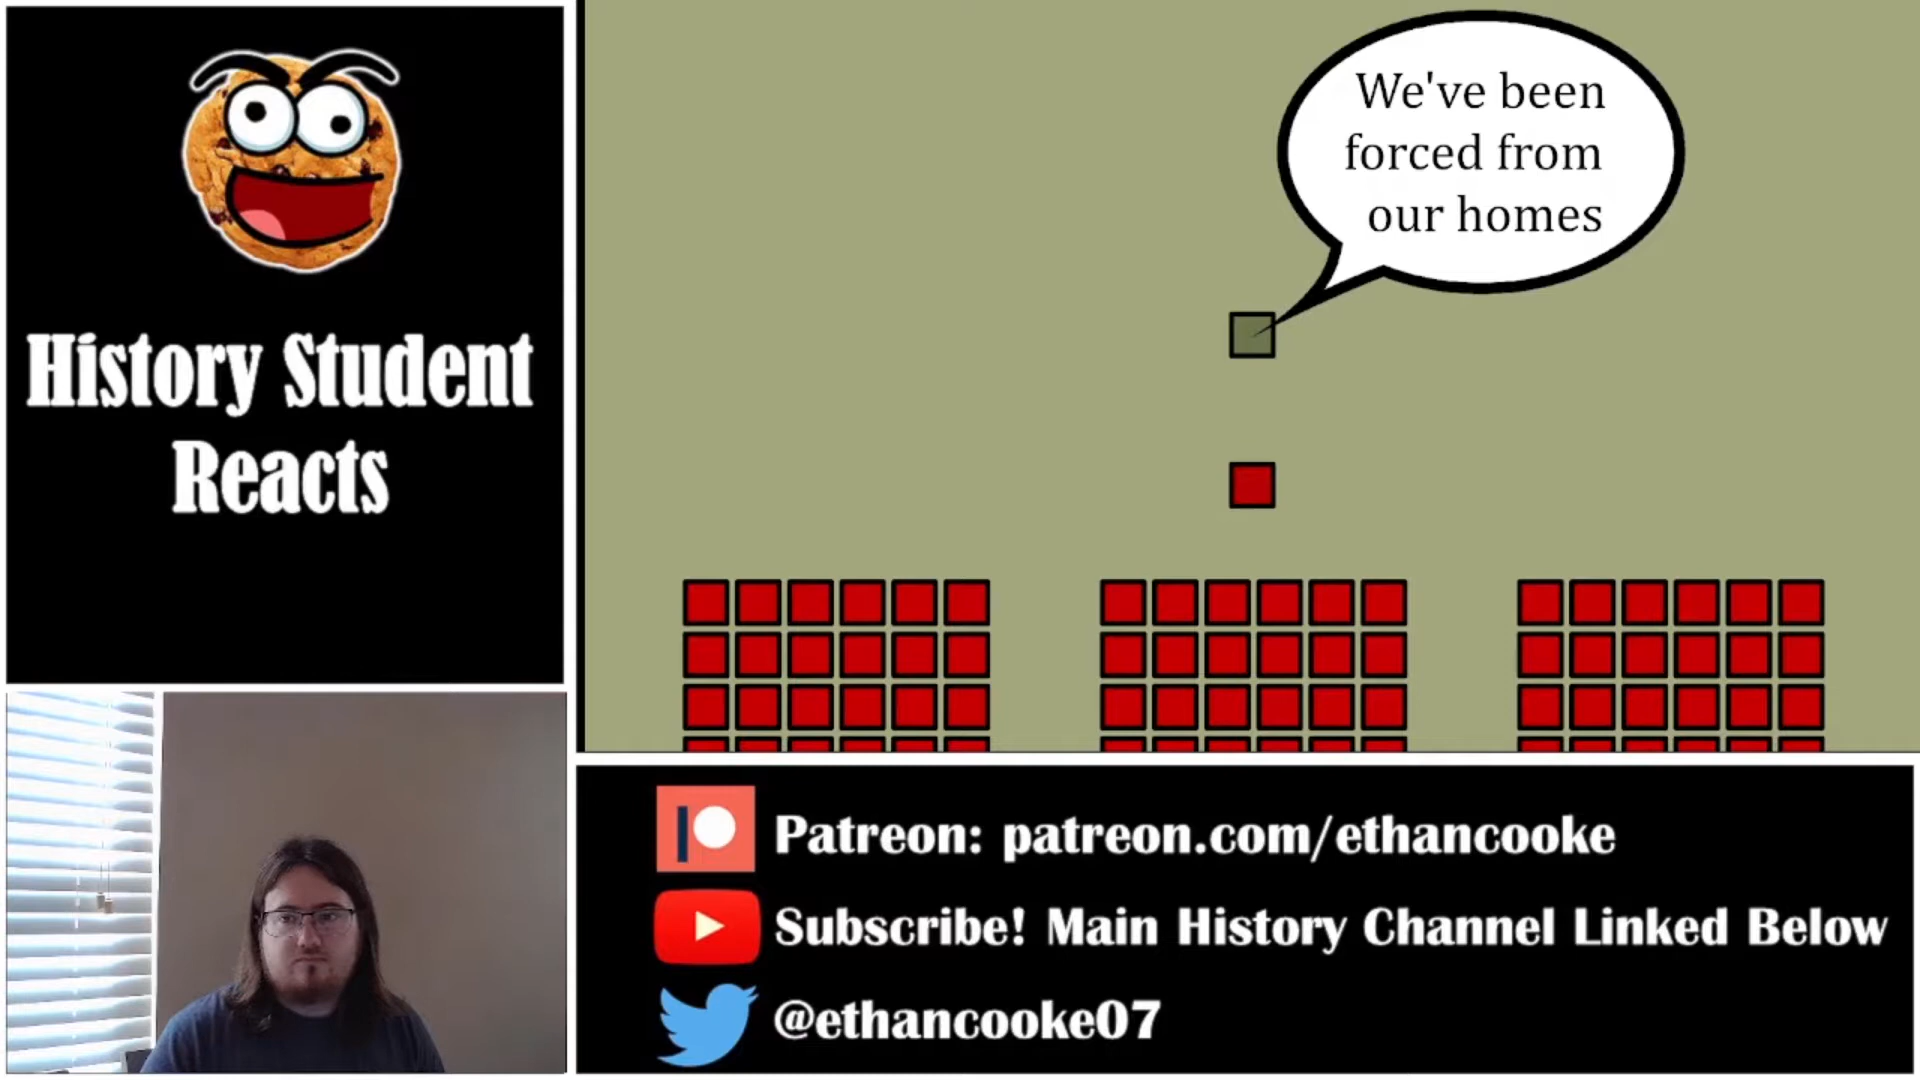 History Student
Reacts
We've been
forced from
our homes
Patreon: patreon.com/ethancooke
Subscribe! Main History Channel Linked Below
@ethancooke07